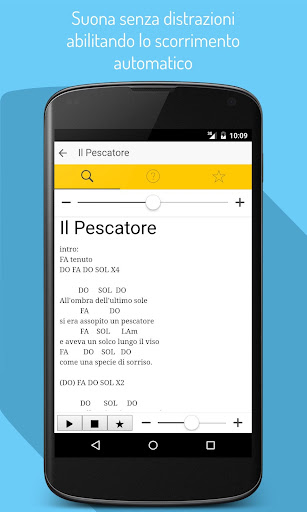 Suona senza distrazioni
abilitando lo scorrimento
automatico
3G 10:09
Il Pescatore
Il Pescatore
intro:
FA tenuto
DO FA DO SOL X4
DO SOL DO
All'ombra dell'ultimo sole
FA DO
si era assopito un pescatore
FA SOL LAm
e aveva un solco lungo il viso
FA DO SOL DO
come una specie di sorriso.
(DO) FA DO SOL X2
DO SOL DO